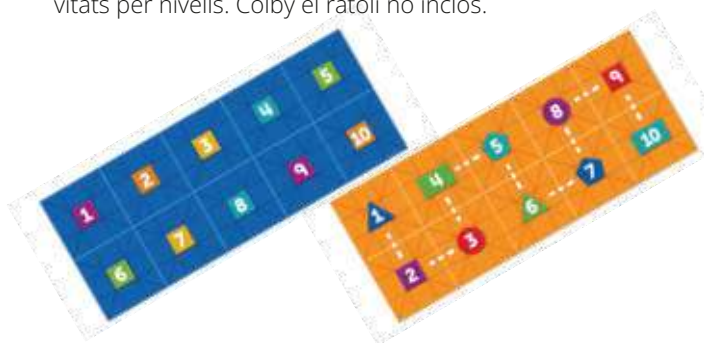 vitats per nivells. Colby el ratolí no inclòs.
1 2 3 4 5
6 7 8 9 10
1 4 5 8 9
2 3 6 7 10